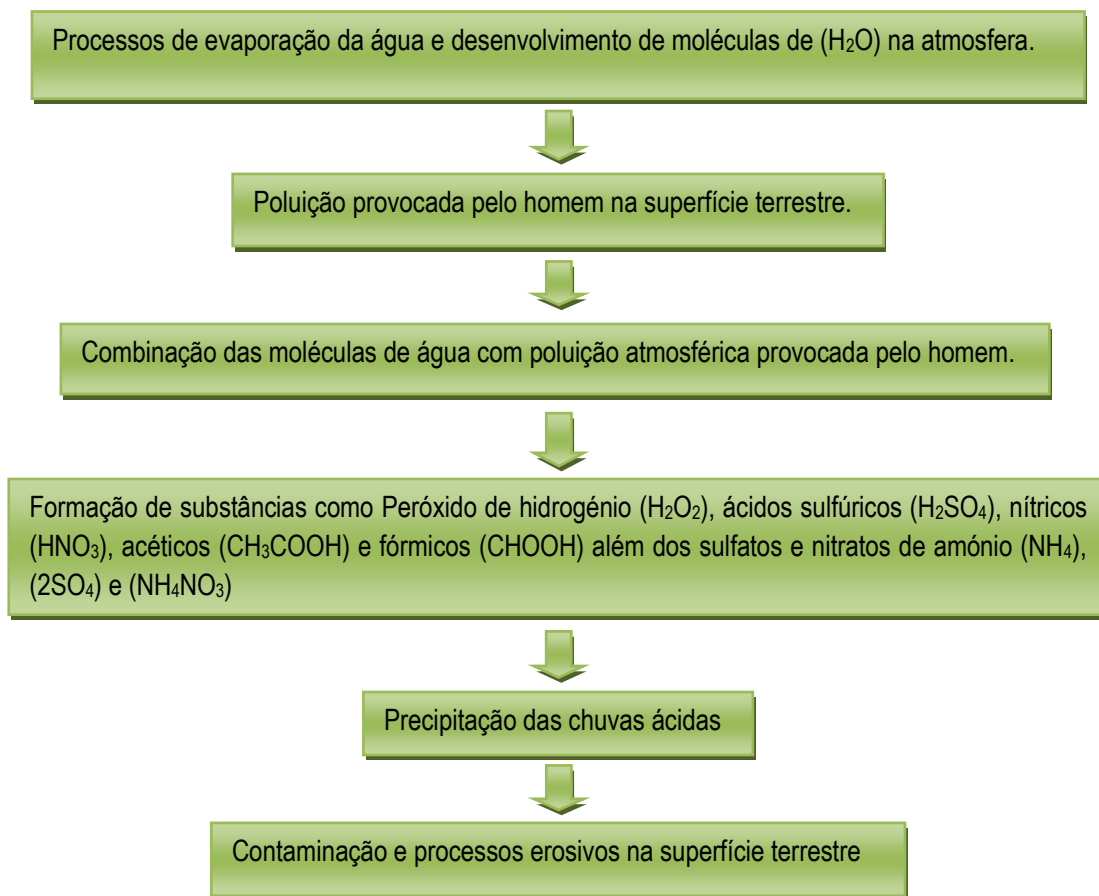 Processos de evaporação da água e desenvolvimento de moléculas de (H₂O) na atmosfera.
Poluição provocada pelo homem na superfície terrestre.
Combinação das moléculas de água com poluição atmosférica provocada pelo homem.
Formação de substâncias como Peróxido de hidrogénio (H₂O₂), ácidos sulfúricos (H₂SO₄), nítricos
(HNO₃), acéticos (CH₃COOH) e fórmicos (CHOOH) além dos sulfatos e nitratos de amónio (NH₄),
(2SO₄) e (NH₄NO₃)
Precipitação das chuvas ácidas
Contaminação e processos erosivos na superfície terrestre